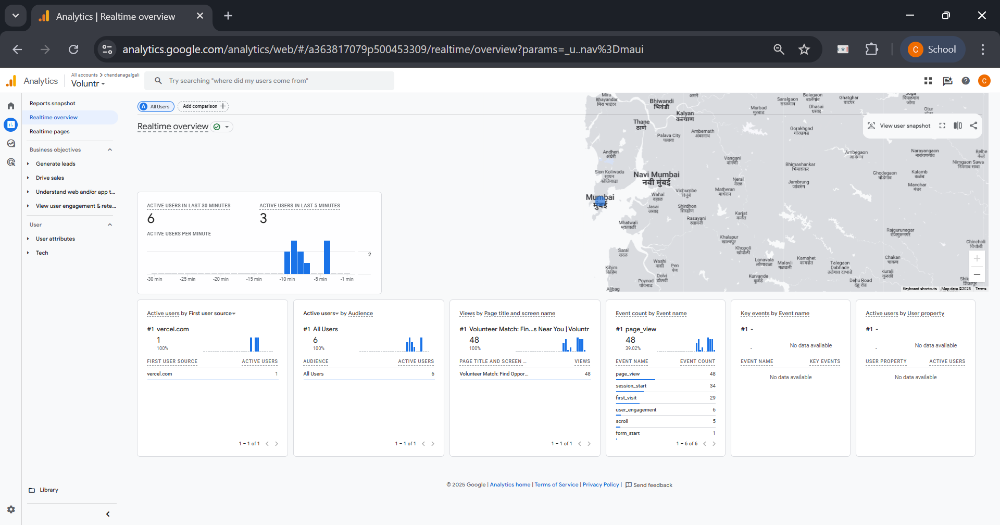 Analytics | Realtime overview
analytics.google.com/analytics/web/#/a363817079p500453309/realtime/overview?params=_u..nav%3Dmaui
C School
Analytics
All accounts > chandanagalgali
Voluntr
Try searching "where did my users come from"
C
Reports snapshot
Realtime overview
Realtime pages
Business objectives
Generate leads
Drive sales
Understand web and/or app t...
View user engagement & rete...
User
User attributes
Tech
Library
A All Users
Add comparison +
Realtime overview
View user snapshot
ACTIVE USERS IN LAST 30 MINUTES
6
ACTIVE USERS IN LAST 5 MINUTES
3
ACTIVE USERS PER MINUTE
2
-30 min -25 min -20 min -15 min -10 min -5 min -1 min
Mira Bhayandar
मिरा भाईंदर
Bhiwandi
भिवंडी
अमने
Kalyan
कल्याण
Thane
ठाणे
Palava City
पलावा
Ambernath
अंबरनाथ
Saralgaon
सरळगाव
Balegaon
बालेगांव
Dhasai
धसाई
Murbad
मुरबाड
Ghatghar
घाटघर
पिंपळगाव
जोगा
Otur
Gorakhgad
गोरखगड
Andheri
अंधेरी
Sion Koliwada
सायन
कोळिवाडा
Navi Mumbai
नवी मुंबई
Mumbai
मुंबई
Vangani
वांगणी
Ambegaon
आंबेगाव
Narayangaon
नारायणगाव
Belhe
बेल्हे
Nimgaon Sawa
निमगाव सावा
Bhimashankar
भिमाशंकर
Ghodegaon
घोडेगाव
Kalamb
कळंब
Manchar
मंचर
Jambrung
जांबरुंग
Neral
नेरळ
Matheran
माथेरान
Vichumbe
विचुंबे
Wahal
वहाळ
Jasai
जसाई
Shirdhon
शिरढोण
Rasayani
रसायनी
Karjat
कर्जत
Mhatwali
म्हातवळी
Rajgurunagar
राजगुरूनगर
Khalapur
खालापूर
Khopoli
खोपोली
Chincholi
चिंचोली
Saral
सरळ
Kihim
किहिम
Washi
वाशी
Pen
पेण
Dolvi
डोलवी
Poynad
पोयनाड
Alibag
Lonavala
लोणावळा
Malavli
मळवली
Kamshet
कामशेत
Talegaon Dabhade
तळेगाव दाभाडे
Chakan
चाकण
Kurali
कुरुळी
Kurvande
कुर्वंडे
Dehu Road
देहू रोड
Keyboard shortcuts Map data ©2025 Terms
Active users by First user source
#1 vercel.com
1
100%
FIRST USER SOURCE ACTIVE USERS
vercel.com 1
1 – 1 of 1
Active users by Audience
#1 All Users
6
100%
AUDIENCE ACTIVE USERS
All Users 6
1 – 1 of 1
Views by Page title and screen name
#1 Volunteer Match: Fin...s Near You | Voluntr
48
100%
PAGE TITLE AND SCREEN ... VIEWS
Volunteer Match: Find Oppor... 48
1 – 1 of 1
Event count by Event name
#1 page_view
48
39.02%
EVENT NAME EVENT COUNT
page_view 48
session_start 34
first_visit 29
user_engagement 6
scroll 5
form_start 1
1 – 6 of 6
Key events by Event name
#1 -
-
No data available
EVENT NAME KEY EVENTS
No data available
Active users by User property
#1 -
-
No data available
USER PROPERTY ACTIVE USERS
No data available
© 2025 Google | Analytics home | Terms of Service | Privacy Policy | Send feedback